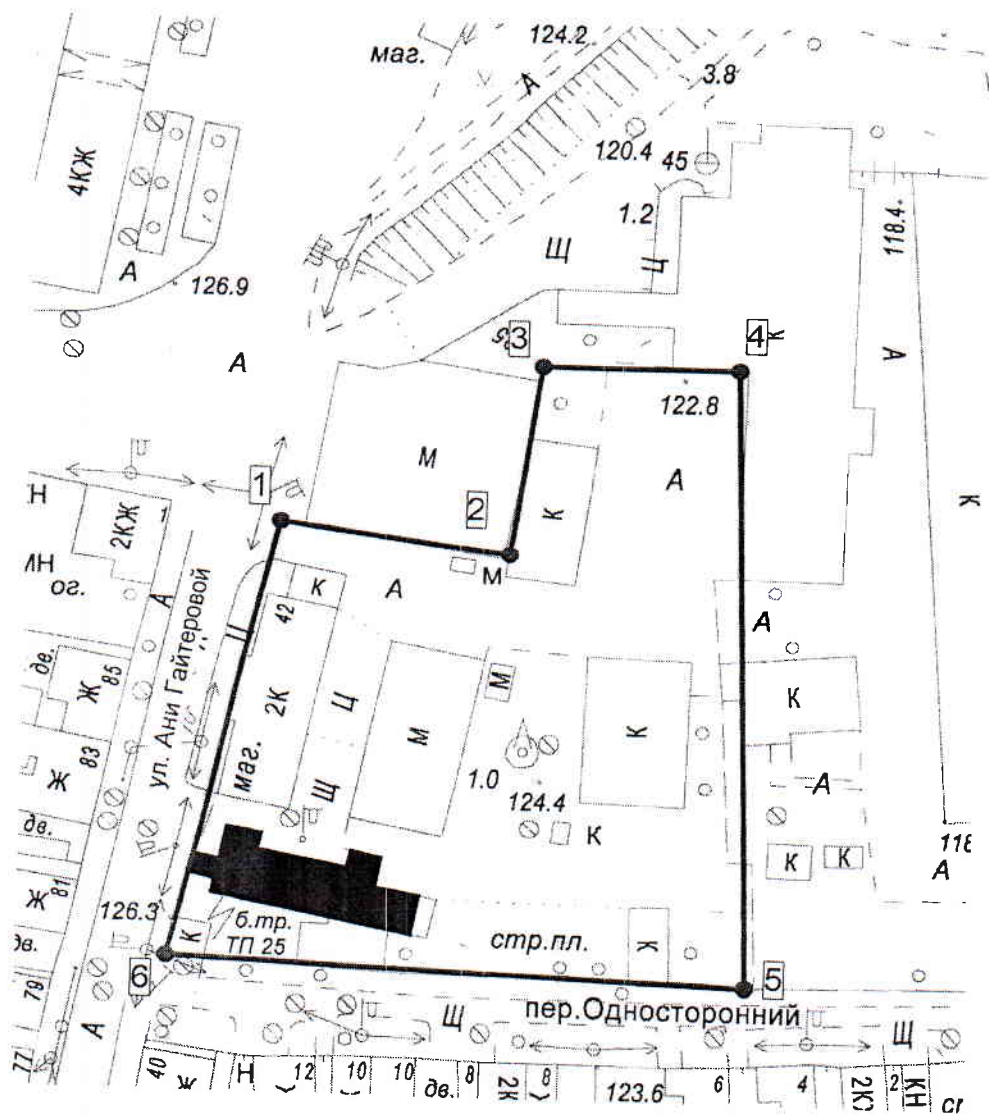 124.2
маг.
А
3.8
120.4
45
4КЖ
1.2
118.4
Щ
Ц
А
126.9
3
4
К
А
122.8
А
М
А
К
1
2
К
Н
2КЖ
1
М
К
А
ог.
42
А
ул. Ани Гайтеровой
Ц
А
дв.
Ж
85
2К
Ц
М
М
К
К
83
Ж
маг.
Щ
1.0
124.4
А
дв.
К
К
К
А
Ж
81
126.3
б.тр.
ТП 25
К
стр.пл.
К
79
6
5
пер.Односторонний
А
Щ
Щ
77
40
Ж
Н
12
10
10
дв.
8
2К
8
123.6
6
4
2
КН